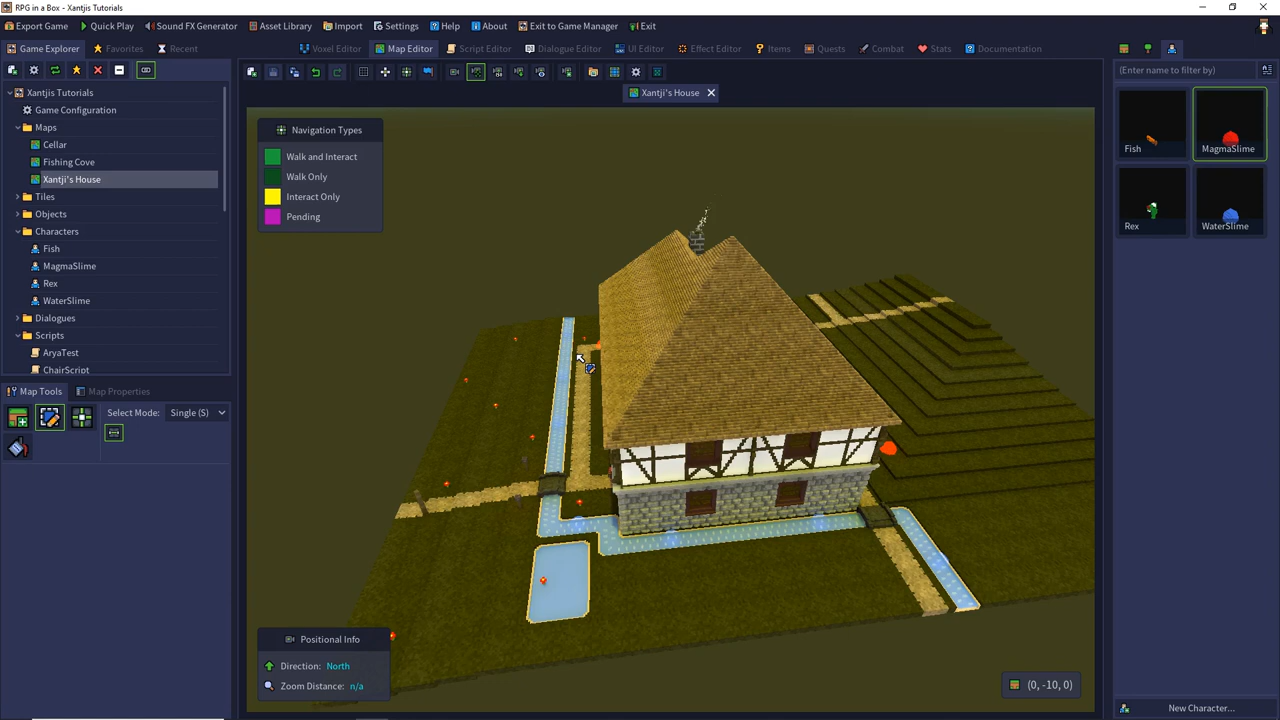 RPG in a Box - Xantjis Tutorials
Export Game Quick Play Sound FX Generator Asset Library Import Settings Help About Exit to Game Manager Exit
Game Explorer Favorites Recent Voxel Editor Map Editor Script Editor Dialogue Editor UI Editor Effect Editor Items Quests Combat Stats Documentation
(Enter name to filter by)
Xantji's House
Xantjis Tutorials
Game Configuration
Maps
Cellar
Fishing Cove
Xantji's House
Tiles
Objects
Characters
Fish
MagmaSlime
Rex
WaterSlime
Dialogues
Scripts
AryaTest
ChairScript
Map Tools Map Properties
Select Mode: Single (S)
Navigation Types
Walk and Interact
Walk Only
Interact Only
Pending
Positional Info
Direction: North
Zoom Distance: n/a
(0, -10, 0)
Fish MagmaSlime
Rex WaterSlime
New Character...